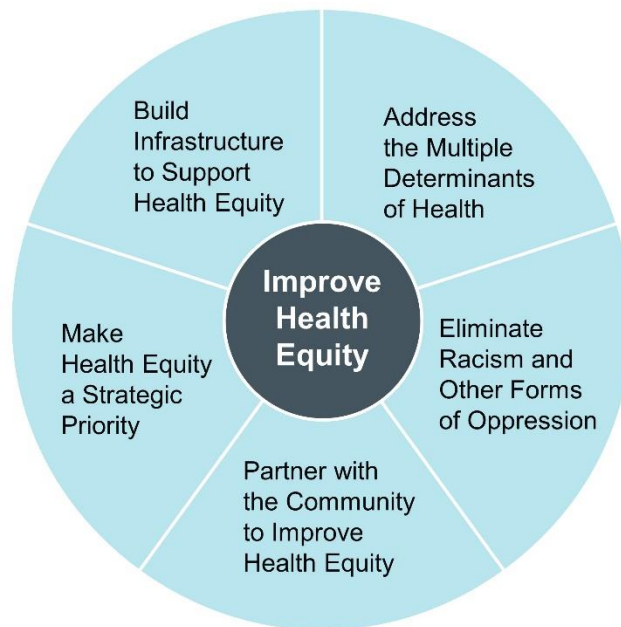 Build
Infrastructure
to Support
Health Equity
Address
the Multiple
Determinants
of Health
Improve
Health
Equity
Make
Health Equity
a Strategic
Priority
Eliminate
Racism and
Other Forms
of Oppression
Partner with
the Community
to Improve
Health Equity